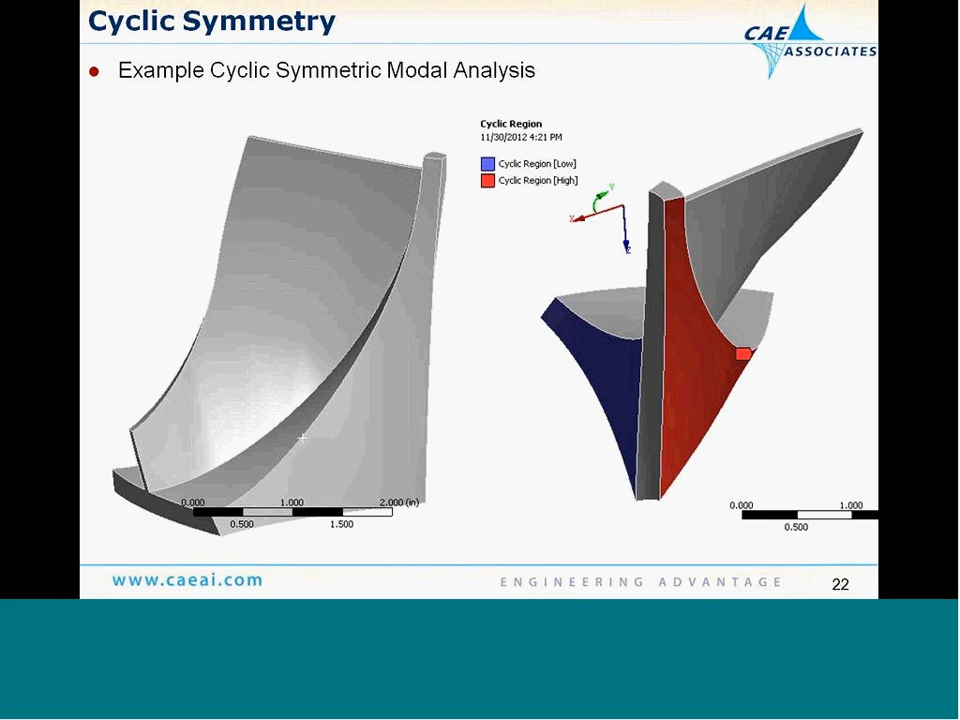 Cyclic Symmetry
CAE
ASSOCIATES
● Example Cyclic Symmetric Modal Analysis
Cyclic Region
11/30/2012 4:21 PM
Cyclic Region [Low]
Cyclic Region [High]
Y
X
Z
0.000 1.000 2.000 (in)
0.500 1.500
0.000 1.000
0.500
www.caeai.com
ENGINEERING ADVANTAGE
22